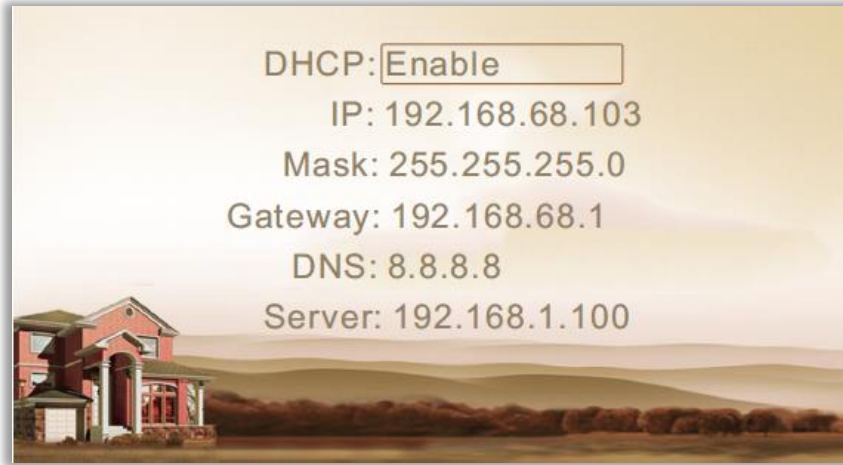 DHCP: Enable
IP: 192.168.68.103
Mask: 255.255.255.0
Gateway: 192.168.68.1
DNS: 8.8.8.8
Server: 192.168.1.100